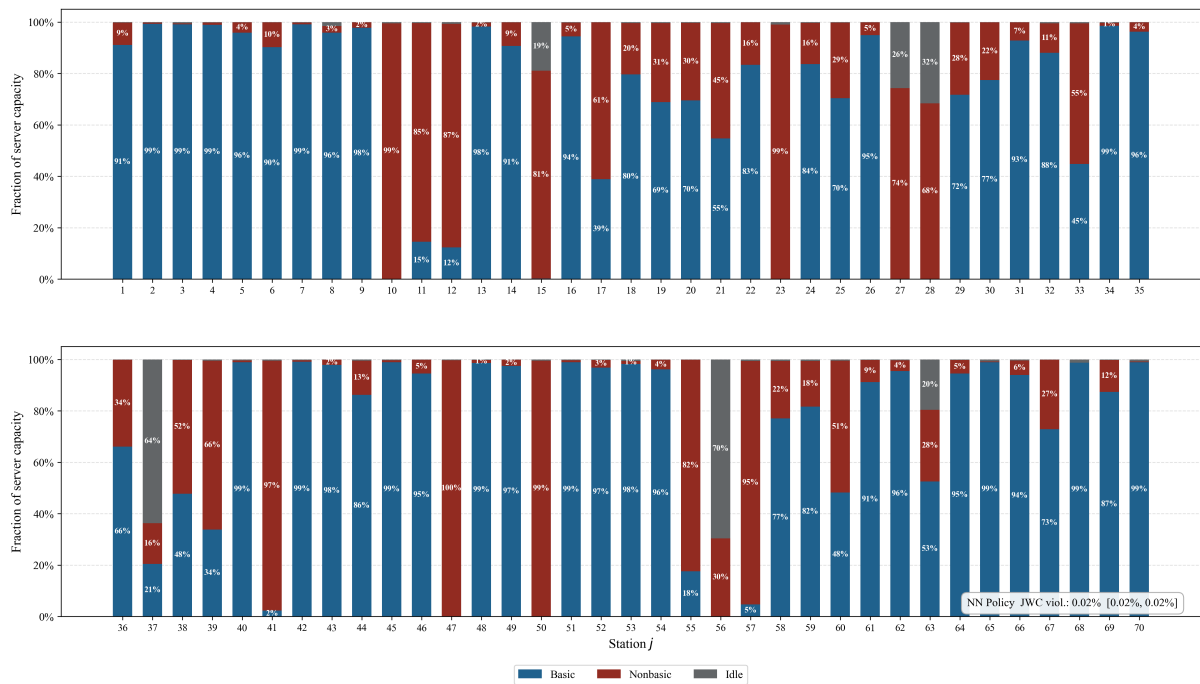 Fraction of server capacity
100%
80%
60%
40%
20%
0%
9% 4% 10% 3% 2% 2% 9% 5% 16% 16% 5% 7% 11% 1% 4%
19% 20% 31% 30% 45% 29% 26% 32% 28% 22% 55%
85% 87% 61%
91% 99% 99% 99% 96% 90% 99% 96% 98% 99% 98% 91% 81% 94% 80% 69% 70% 55% 83% 99% 84% 70% 95% 74% 68% 72% 77% 93% 88% 45% 99% 96%
39%
15% 12%
1 2 3 4 5 6 7 8 9 10 11 12 13 14 15 16 17 18 19 20 21 22 23 24 25 26 27 28 29 30 31 32 33 34 35
Fraction of server capacity
100%
80%
60%
40%
20%
0%
2% 5% 1% 2% 3% 1% 4% 9% 4% 5% 6%
34% 13% 22% 18% 20% 12%
64% 52% 66% 70% 51% 28% 27%
97% 100% 99% 82% 95%
66% 48% 34% 99% 99% 98% 86% 99% 95% 99% 97% 99% 97% 98% 96% 77% 82% 48% 91% 96% 53% 95% 99% 94% 73% 99% 87% 99%
16% 30%
21% 2% 18% 5%
NN Policy JWC viol.: 0.02% [0.02%, 0.02%]
36 37 38 39 40 41 42 43 44 45 46 47 48 49 50 51 52 53 54 55 56 57 58 59 60 61 62 63 64 65 66 67 68 69 70
Station j
Basic Nonbasic Idle